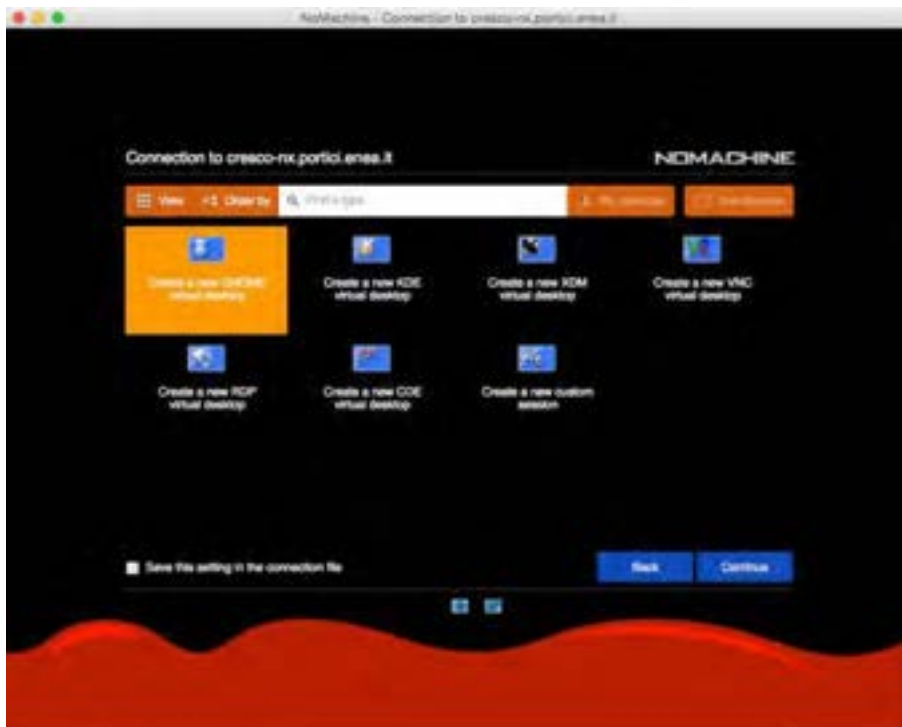 NoMachine - Connection to cresco-nx.portici.enea.it
Connection to cresco-nx.portici.enea.it
NOMACHINE
View
Order by
Find a type
Create a new GNOME
virtual desktop
Create a new KDE
virtual desktop
Create a new XDM
virtual desktop
Create a new VNC
virtual desktop
Create a new RDP
virtual desktop
Create a new CDE
virtual desktop
Create a new custom
session
Save this setting in the connection file
Back
Continue